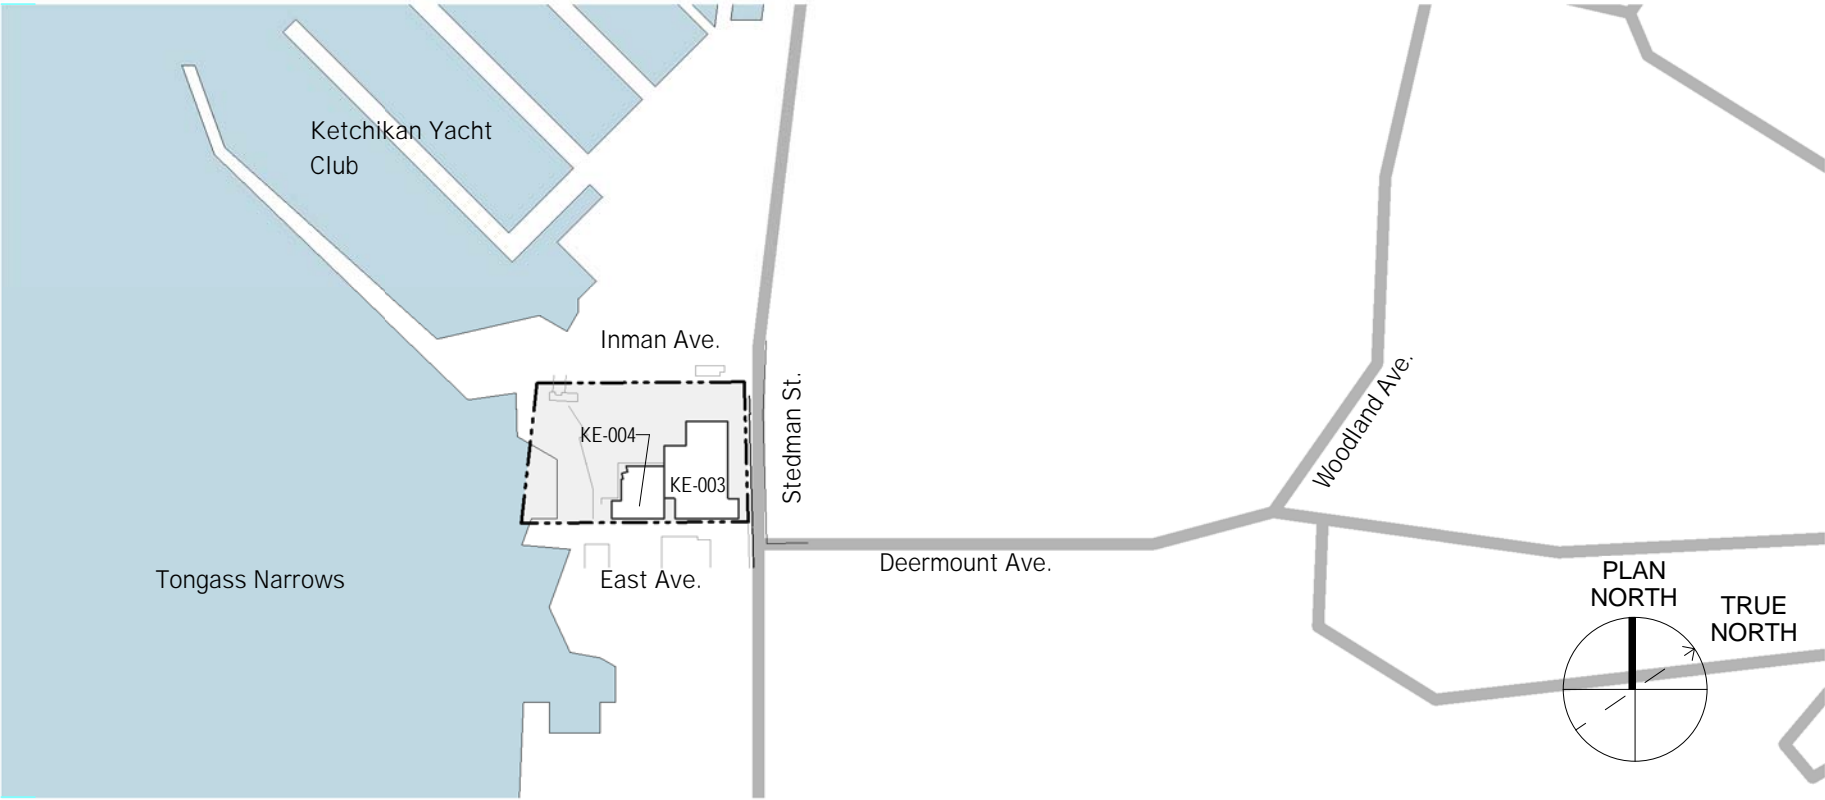 Ketchikan Yacht
Club
Inman Ave.
Stedman St.
Woodland Ave.
KE-004
KE-003
Deermount Ave.
East Ave.
Tongass Narrows
PLAN
NORTH
TRUE
NORTH